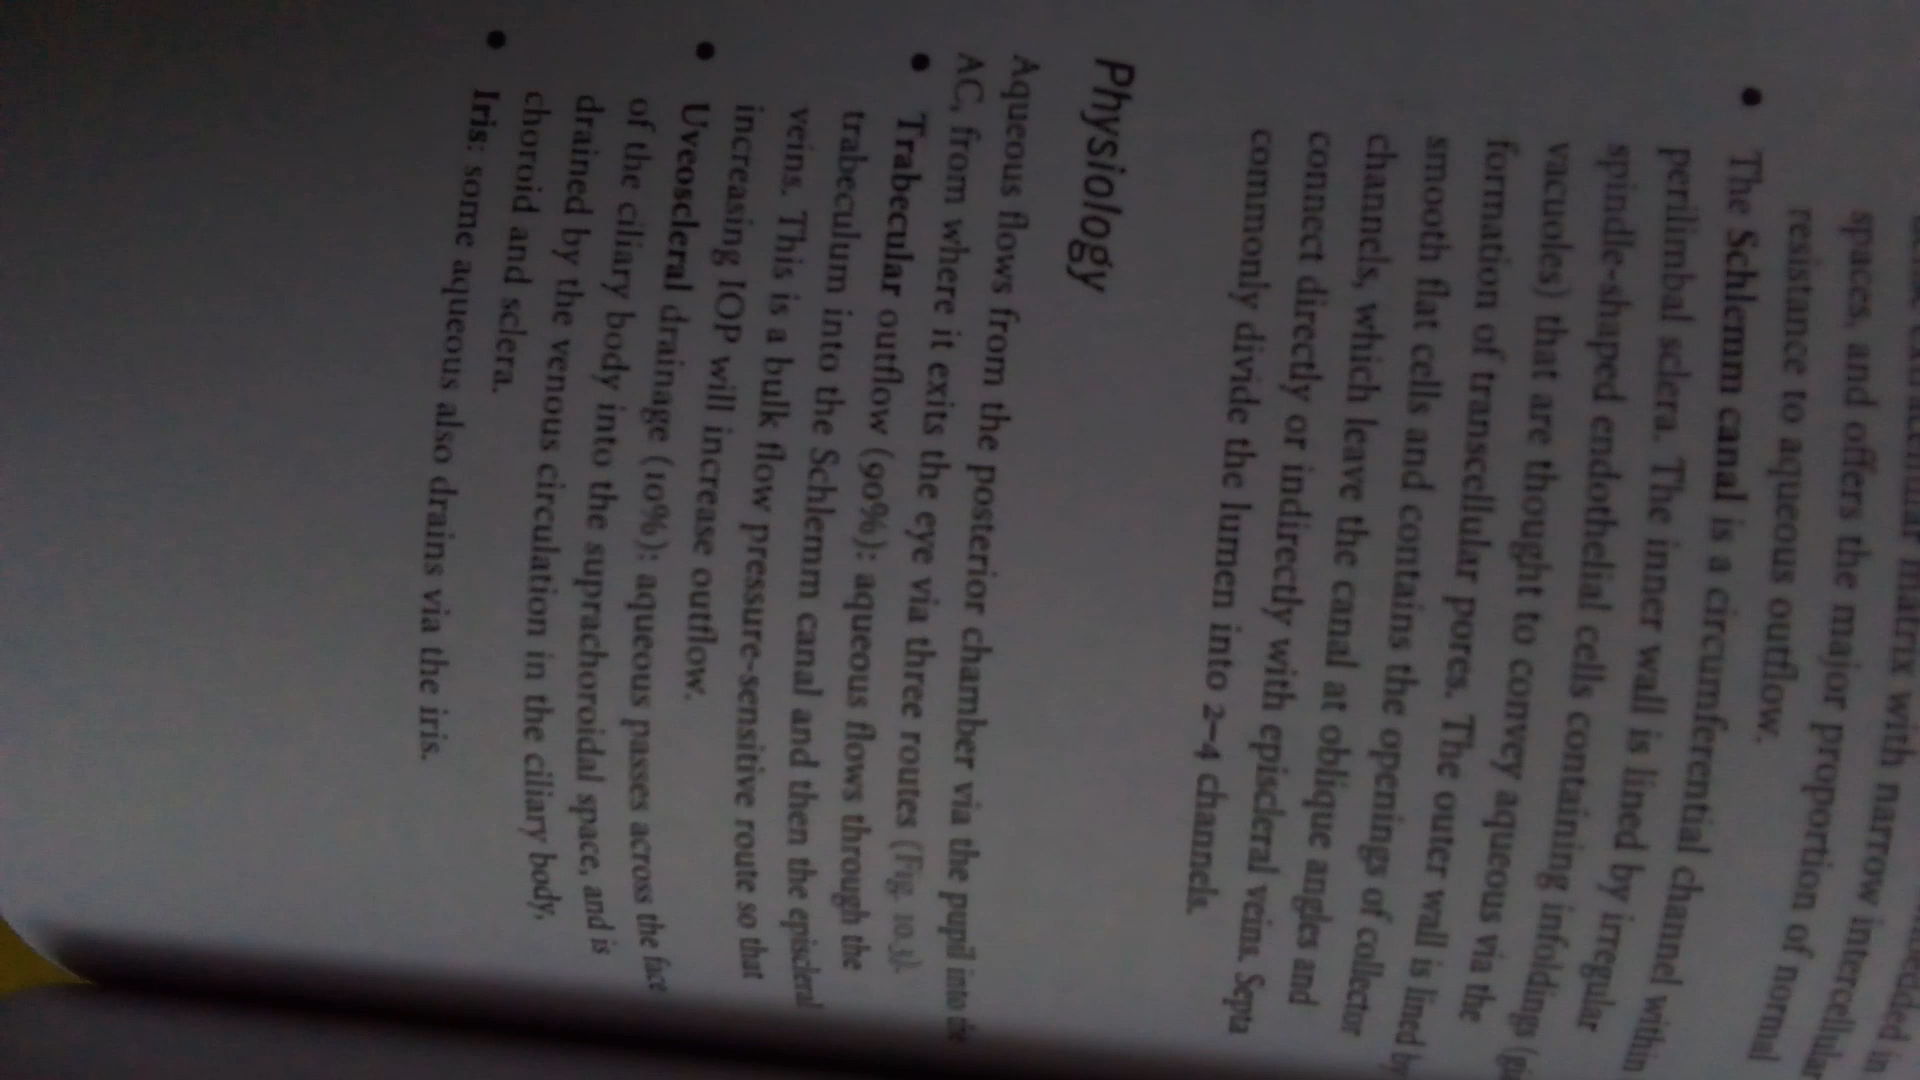 matrix with narrow intercellular
spaces, and offers the major proportion of normal
resistance to aqueous outflow.
• The Schlemm canal is a circumferential channel within
perilimbal sclera. The inner wall is lined by irregular
spindle-shaped endothelial cells containing infoldings
vacuoles) that are thought to convey aqueous via the
formation of transcellular pores. The outer wall is lined by
smooth flat cells and contains the openings of collector
channels, which leave the canal at oblique angles and
connect directly or indirectly with episcleral veins. Septa
commonly divide the lumen into 2–4 channels.
Physiology
Aqueous flows from the posterior chamber via the pupil into the
AC, from where it exits the eye via three routes (Fig. 10.3).
• Trabecular outflow (90%): aqueous flows through the
trabeculum into the Schlemm canal and then the episcleral
veins. This is a bulk flow pressure-sensitive route so that
increasing IOP will increase outflow.
• Uveoscleral drainage (10%): aqueous passes across the face
of the ciliary body into the suprachoroidal space, and is
drained by the venous circulation in the ciliary body,
choroid and sclera.
• Iris: some aqueous also drains via the iris.